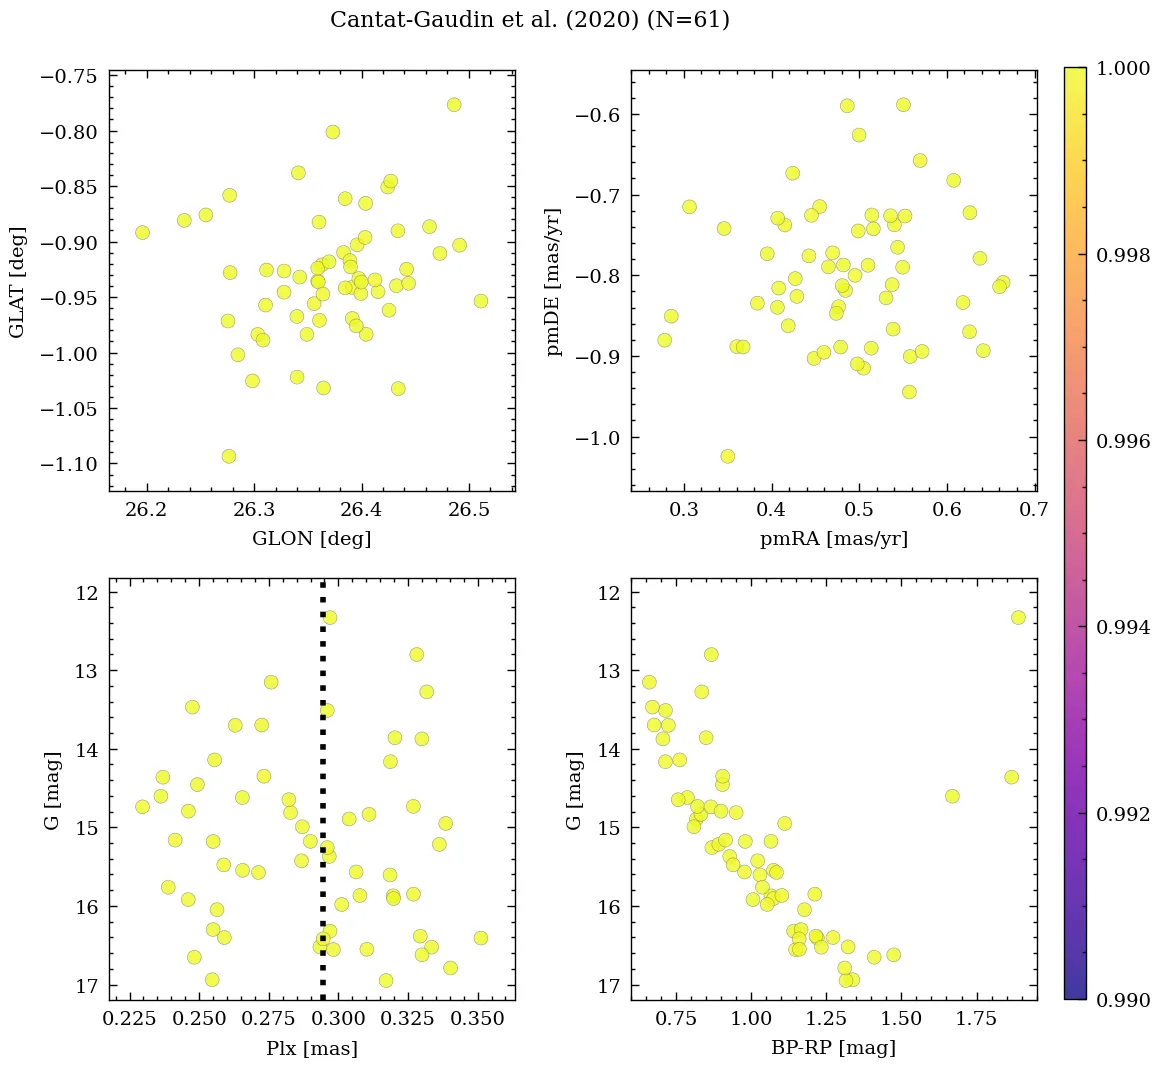 Cantat-Gaudin et al. (2020) (N=61)
−0.75
−0.80
−0.85
−0.90
−0.95
−1.00
−1.05
−1.10
GLAT [deg]
26.2 26.3 26.4 26.5
GLON [deg]
−0.6
−0.7
−0.8
−0.9
−1.0
pmDE [mas/yr]
0.3 0.4 0.5 0.6 0.7
pmRA [mas/yr]
12
13
14
15
16
17
G [mag]
0.225 0.250 0.275 0.300 0.325 0.350
Plx [mas]
12
13
14
15
16
17
G [mag]
0.75 1.00 1.25 1.50 1.75
BP-RP [mag]
1.000
0.998
0.996
0.994
0.992
0.990